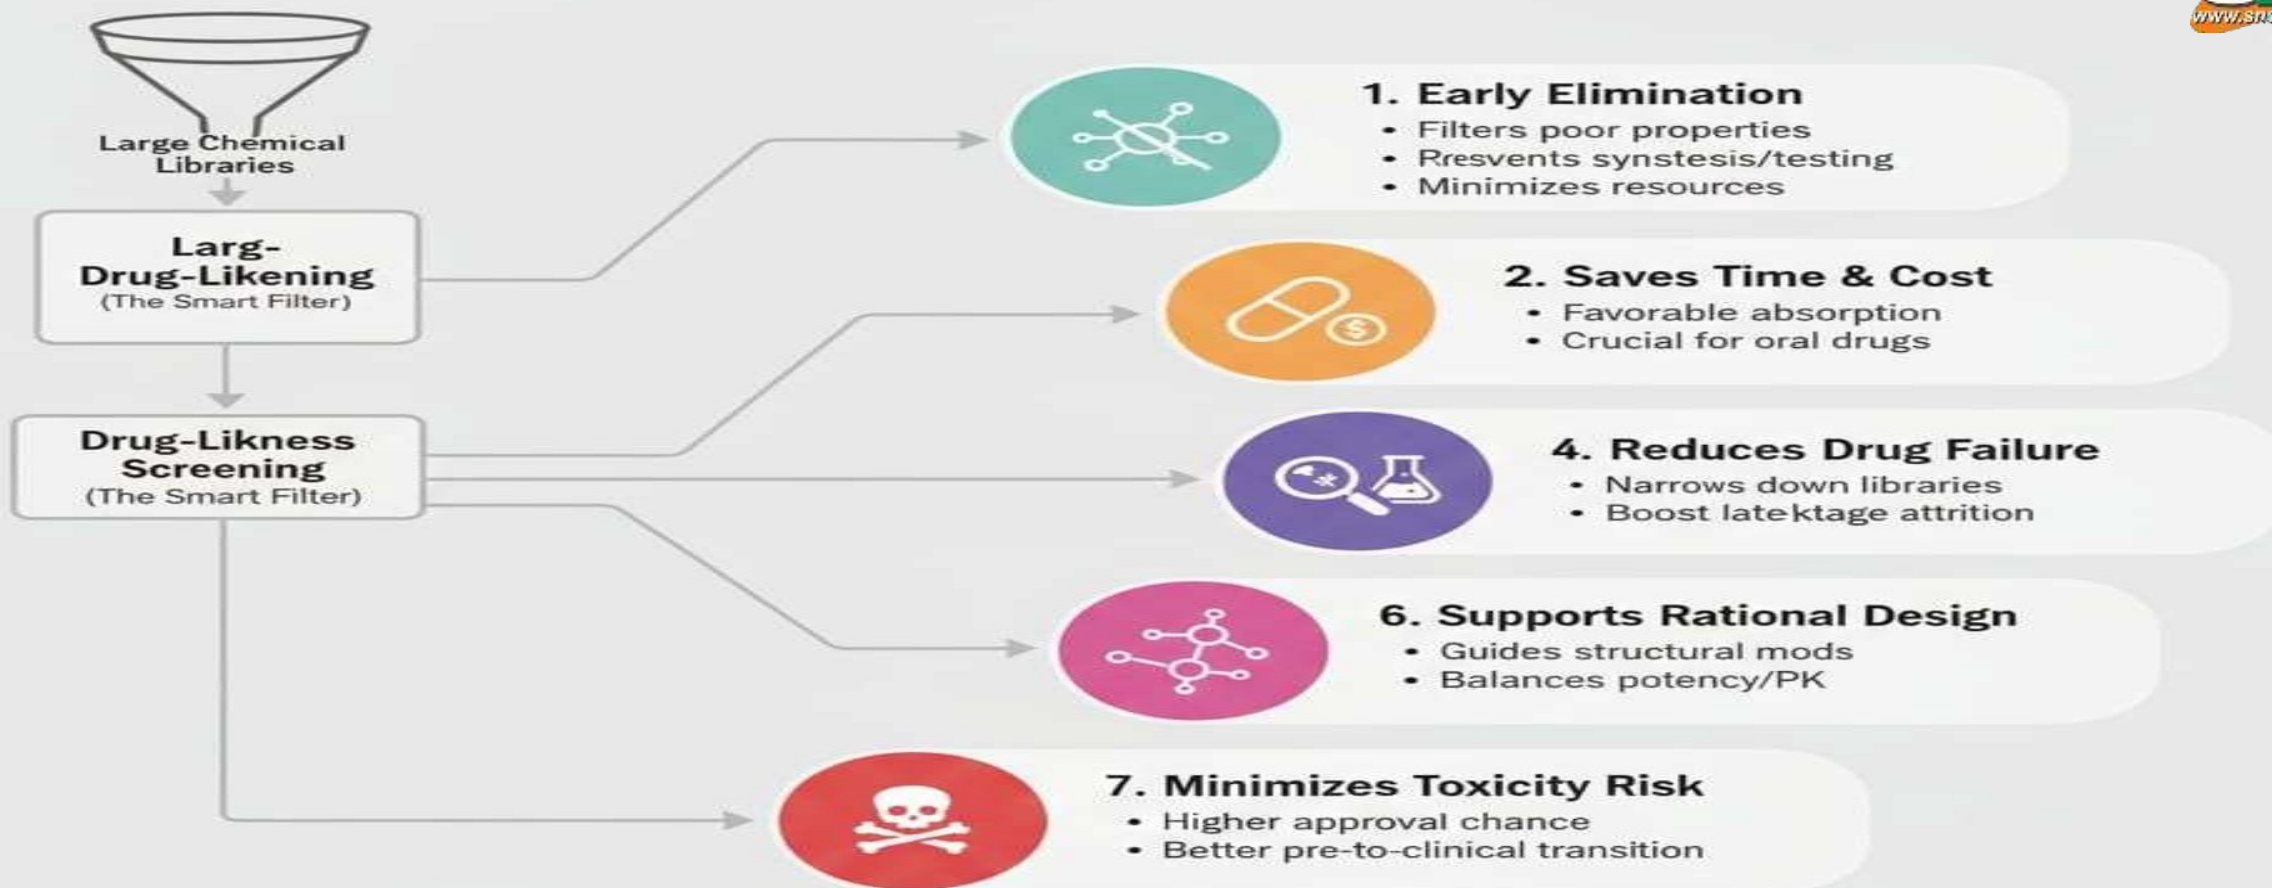 www.sn
Large Chemical
Libraries
Larg-
Drug-Likening
(The Smart Filter)
Drug-Likness
Screening
(The Smart Filter)
1. Early Elimination
• Filters poor properties
• Rresvents synstesis/testing
• Minimizes resources
2. Saves Time & Cost
• Favorable absorption
• Crucial for oral drugs
4. Reduces Drug Failure
• Narrows down libraries
• Boost latektage attrition
6. Supports Rational Design
• Guides structural mods
• Balances potency/PK
7. Minimizes Toxicity Risk
• Higher approval chance
• Better pre-to-clinical transition